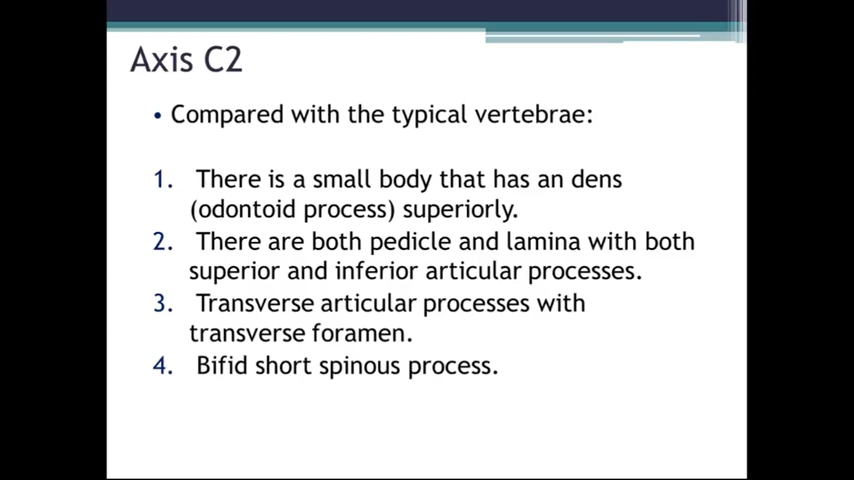 Axis C2
• Compared with the typical vertebrae:
1. There is a small body that has an dens
(odontoid process) superiorly.
2. There are both pedicle and lamina with both
superior and inferior articular processes.
3. Transverse articular processes with
transverse foramen.
4. Bifid short spinous process.